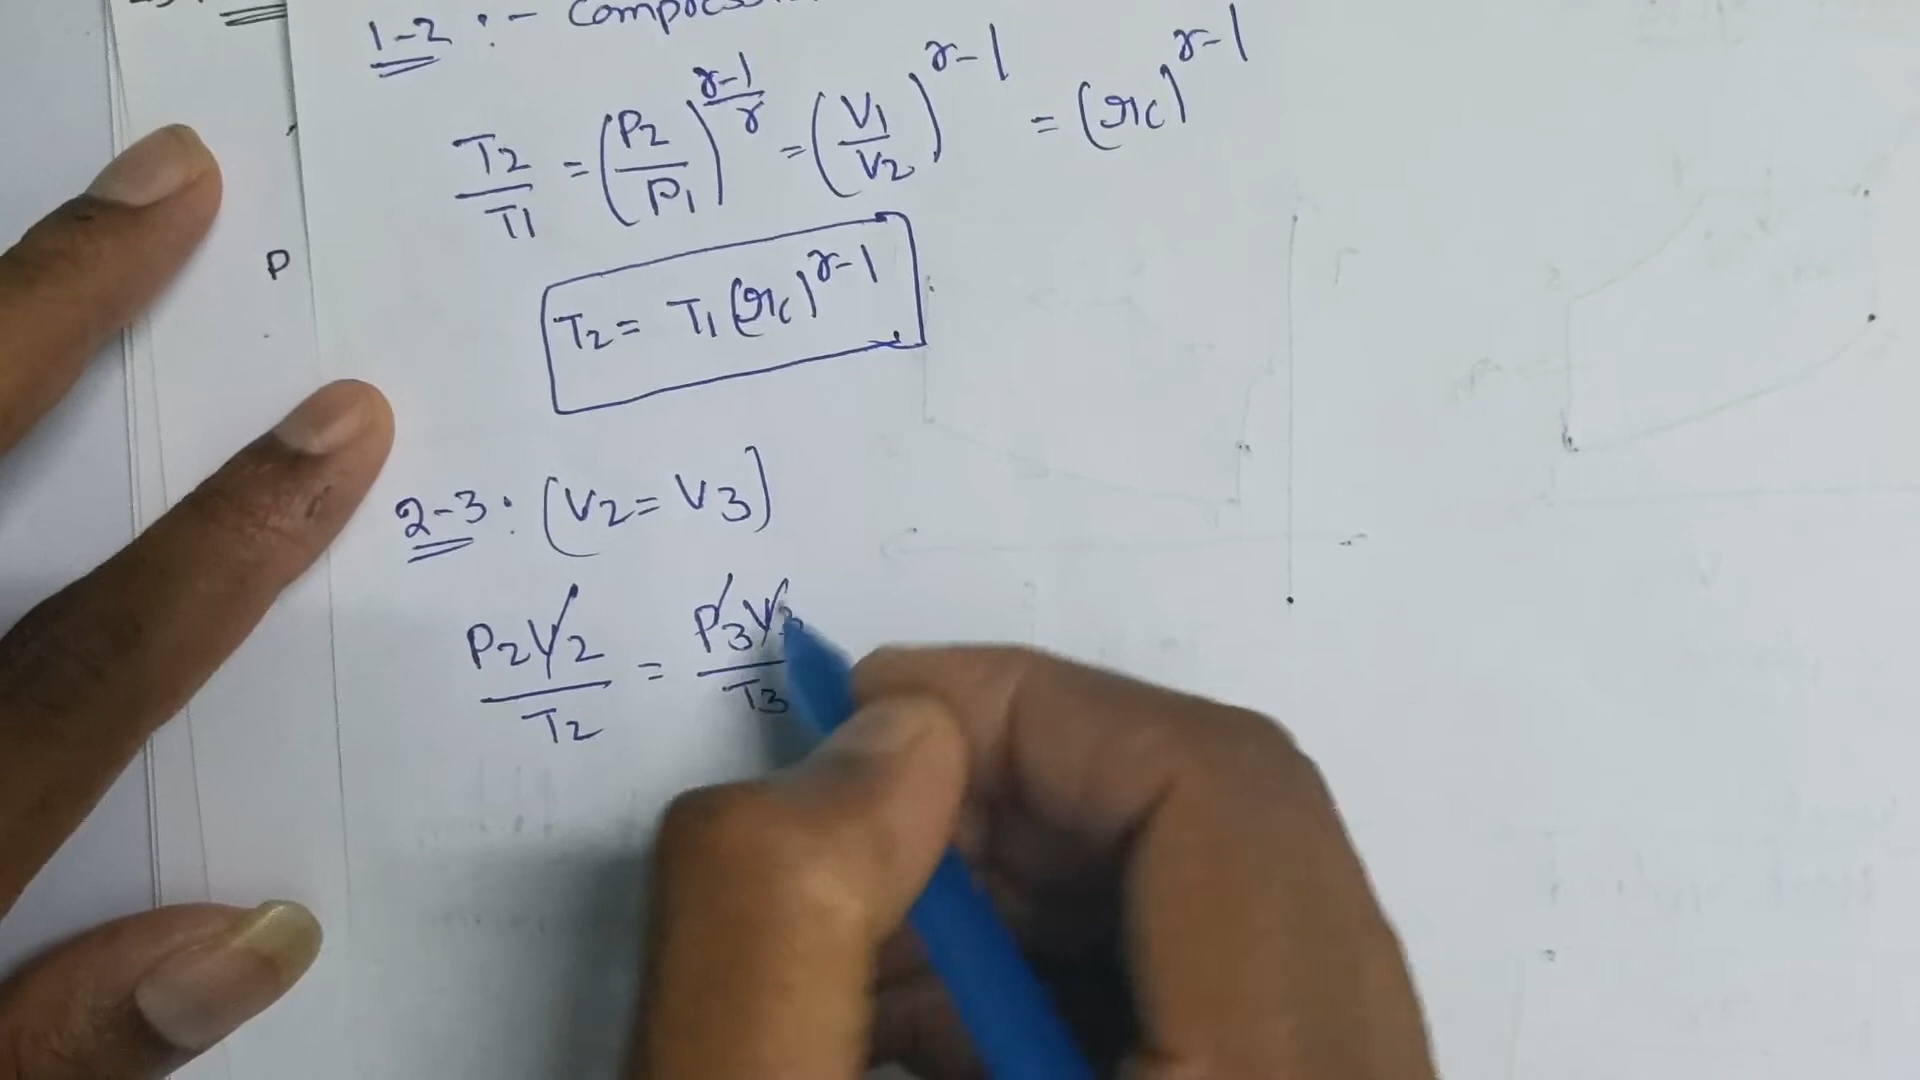 1-2 :-
T2/T1 = (P2/P1)^(γ-1)/γ = (V1/V2)^γ-1 = (rc)^γ-1
P
T2 = T1 (rc)^γ-1
2-3 : (V2 = V3)
P2V2/T2 = P3V3/T3